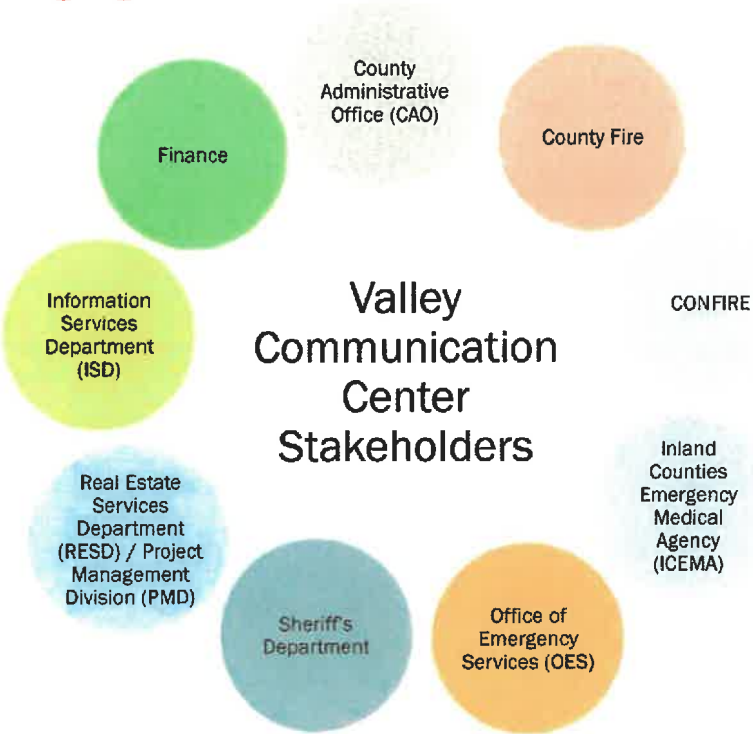 County
Administrative
Office (CAO)
County Fire
CONFIRE
Inland
Counties
Emergency
Medical
Agency
(ICEMA)
Office of
Emergency
Services (OES)
Sheriff's
Department
Real Estate
Services
Department
(RESD) / Project
Management
Division (PMD)
Information
Services
Department
(ISD)
Finance
Valley
Communication
Center
Stakeholders